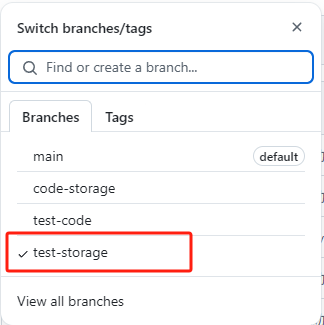 Switch branches/tags
Find or create a branch...
Branches Tags
main default
code-storage
test-code
test-storage
View all branches